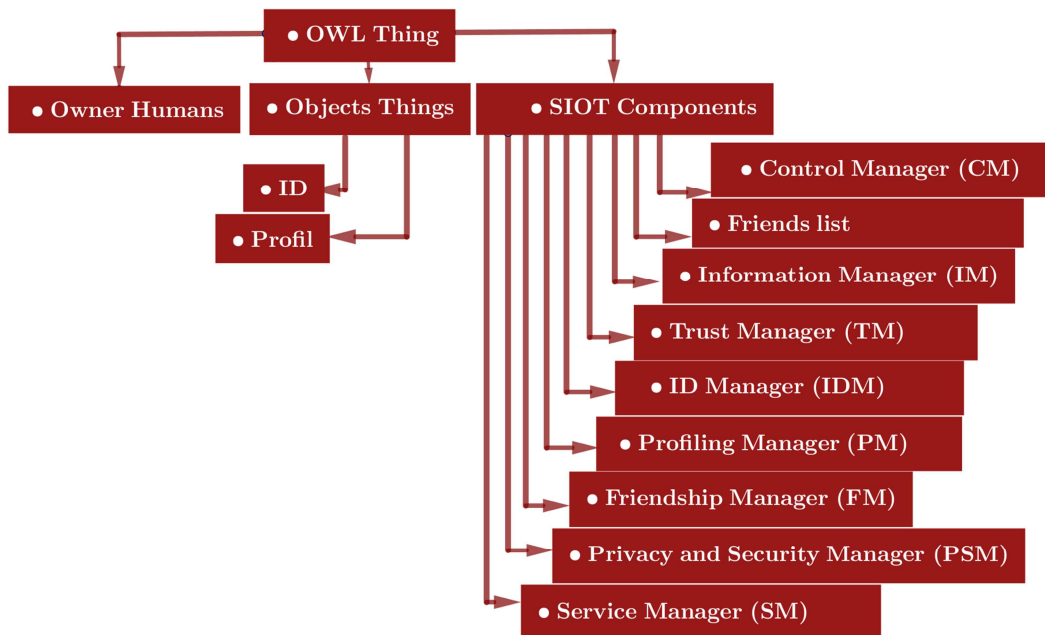 • OWL Thing
• Owner Humans
• Objects Things
• SIOT Components
• ID
• Profil
• Control Manager (CM)
• Friends list
• Information Manager (IM)
• Trust Manager (TM)
• ID Manager (IDM)
• Profiling Manager (PM)
• Friendship Manager (FM)
• Privacy and Security Manager (PSM)
• Service Manager (SM)